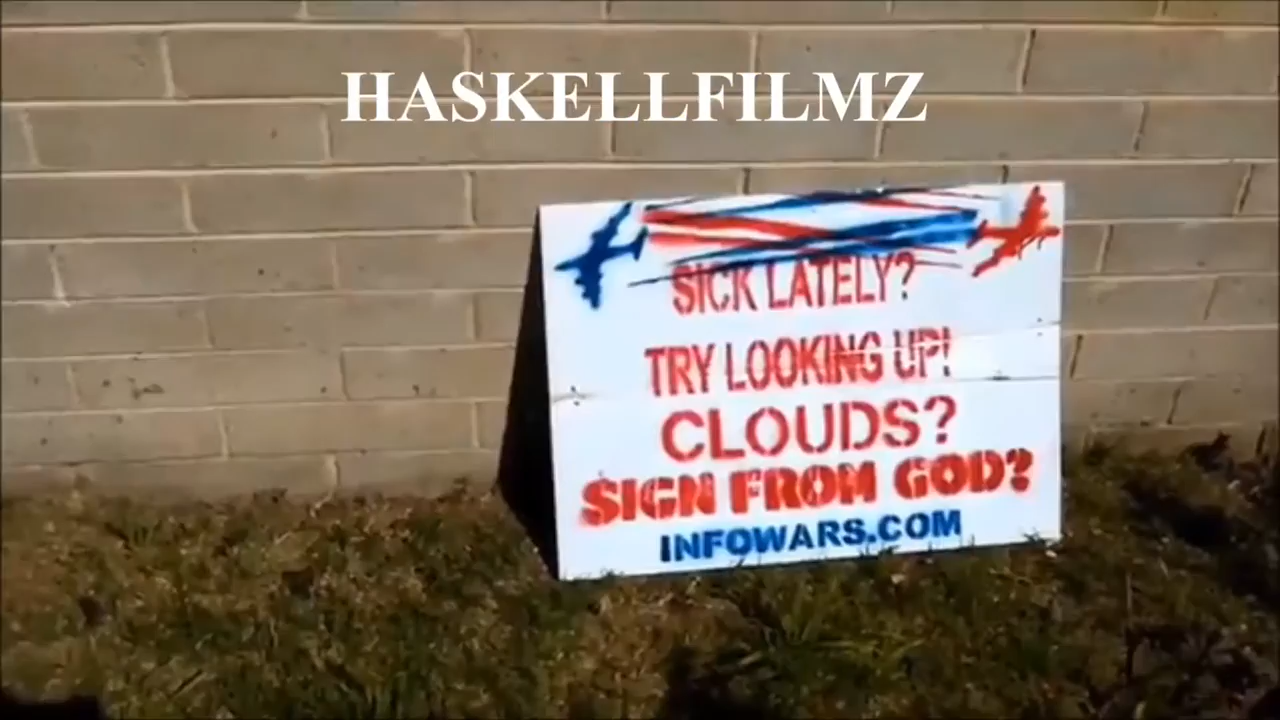 HASKELLFILMZ
SICK LATELY?
TRY LOOKING UP!
CLOUDS?
SIGN FROM GOD?
INFOWARS.COM